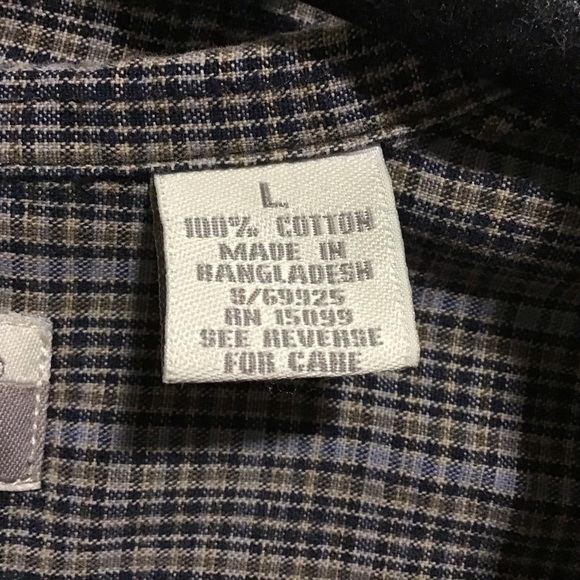 L
100% COTTON
MADE IN
BANGLADESH
S/69925
RN 15099
SEE REVERSE
FOR CARE